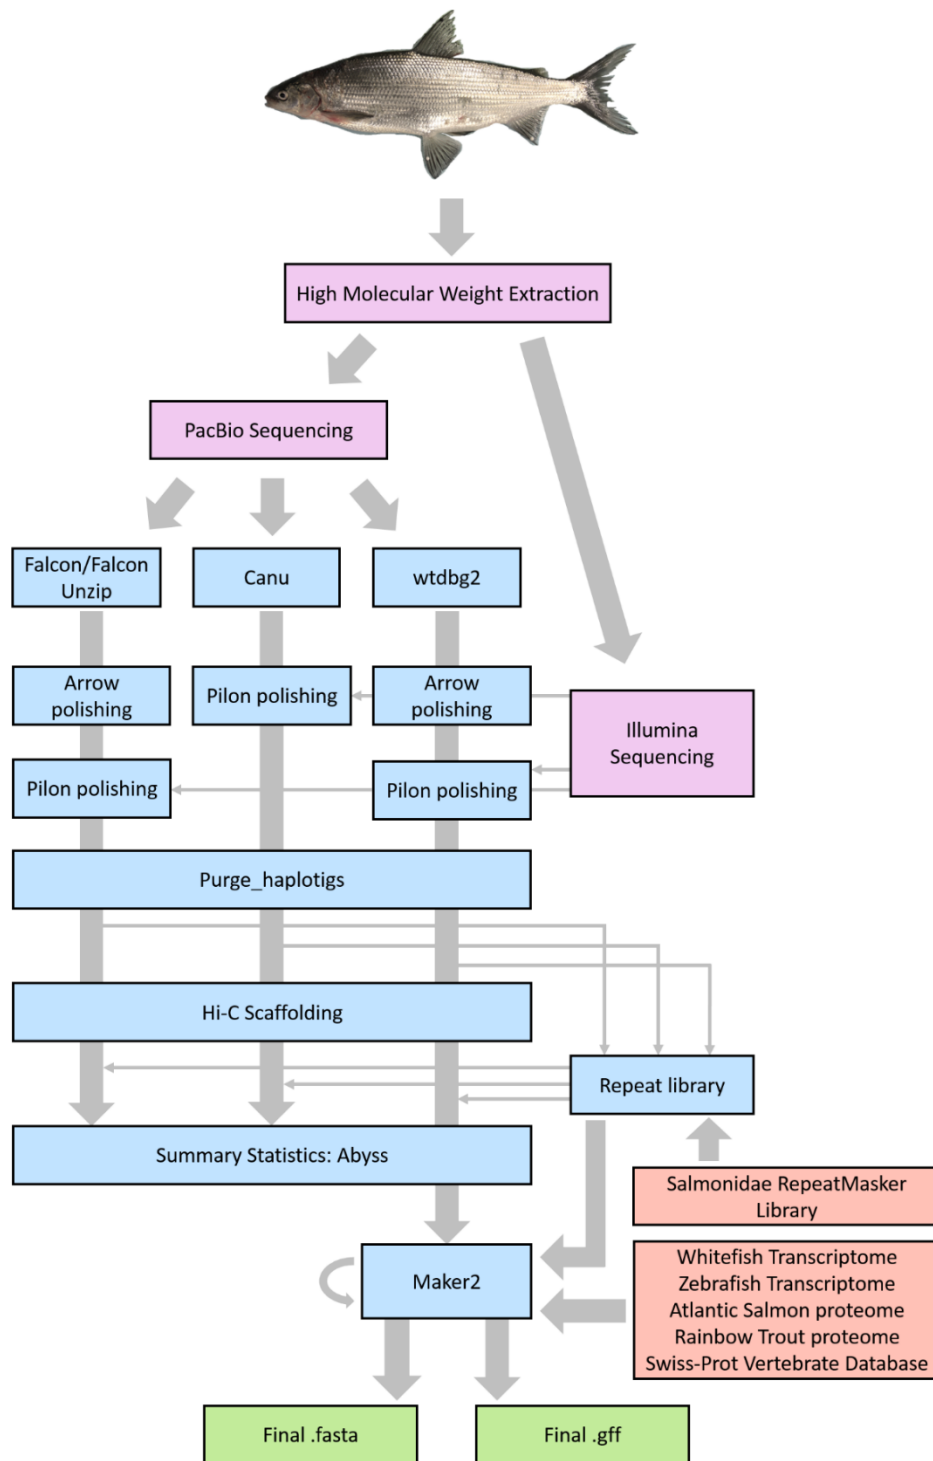 High Molecular Weight Extraction
PacBio Sequencing
Falcon/Falcon
Unzip
Canu
wtdbg2
Arrow
polishing
Pilon polishing
Arrow
polishing
Illumina
Sequencing
Pilon polishing
Pilon polishing
Purge_haplotigs
Hi-C Scaffolding
Repeat library
Summary Statistics: Abyss
Salmonidae RepeatMasker
Library
Maker2
Whitefish Transcriptome
Zebrafish Transcriptome
Atlantic Salmon proteome
Rainbow Trout proteome
Swiss-Prot Vertebrate Database
Final .fasta
Final .gff